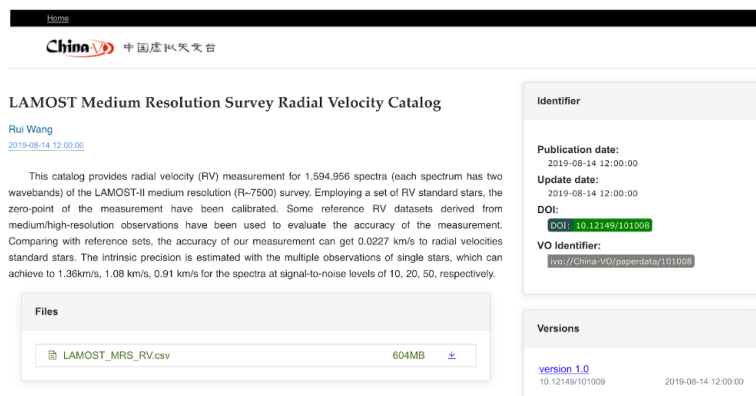 Home
China-VO 中国虚拟天文台
LAMOST Medium Resolution Survey Radial Velocity Catalog
Rui Wang
2019-08-14 12:00:00
This catalog provides radial velocity (RV) measurement for 1,594,956 spectra (each spectrum has two
wavebands) of the LAMOST-II medium resolution (R~7500) survey. Employing a set of RV standard stars, the
zero-point of the measurement have been calibrated. Some reference RV datasets derived from
medium/high-resolution observations have been used to evaluate the accuracy of the measurement.
Comparing with reference sets, the accuracy of our measurement can get 0.0227 km/s to radial velocities
standard stars. The intrinsic precision is estimated with the multiple observations of single stars, which can
achieve to 1.36km/s, 1.08 km/s, 0.91 km/s for the spectra at signal-to-noise levels of 10, 20, 50, respectively.
Files
LAMOST_MRS_RV.csv 604MB
Identifier
Publication date:
2019-08-14 12:00:00
Update date:
2019-08-14 12:00:00
DOI:
DOI: 10.12149/101008
VO Identifier:
ivo://China-VO/paperdata/101008
Versions
version 1.0
10.12149/101009 2019-08-14 12:00:00